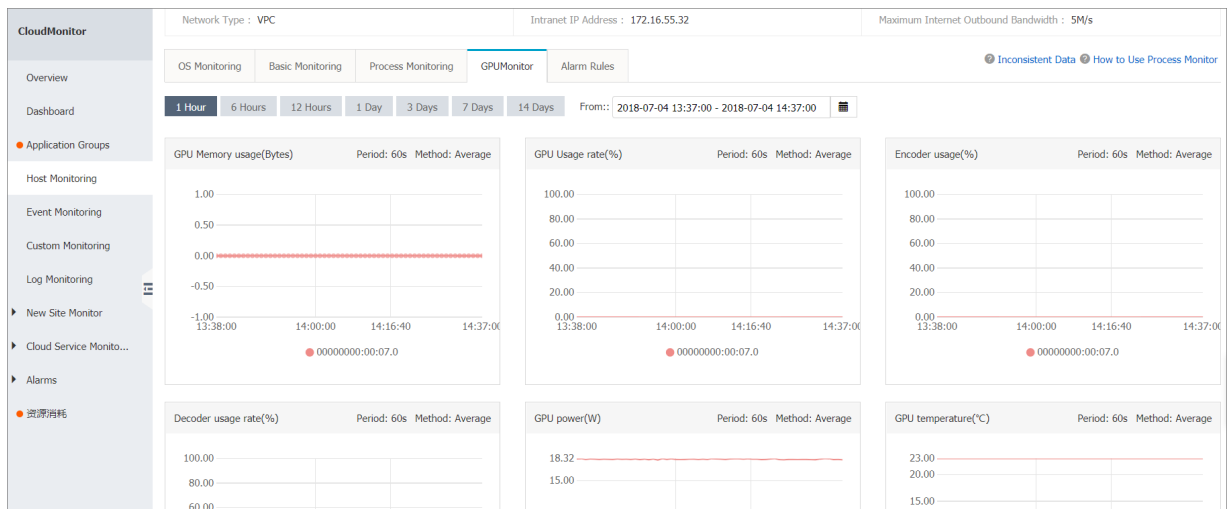 CloudMonitor
Overview
Dashboard
Application Groups
Host Monitoring
Event Monitoring
Custom Monitoring
Log Monitoring
New Site Monitor
Cloud Service Monito...
Alarms
资源消耗
Network Type : VPC
Intranet IP Address : 172.16.55.32
Maximum Internet Outbound Bandwidth : 5M/s
OS Monitoring Basic Monitoring Process Monitoring GPUMonitor Alarm Rules
Inconsistent Data How to Use Process Monitor
1 Hour 6 Hours 12 Hours 1 Day 3 Days 7 Days 14 Days From:: 2018-07-04 13:37:00 - 2018-07-04 14:37:00
GPU Memory usage(Bytes) Period: 60s Method: Average
1.00
0.50
0.00
-0.50
-1.00
13:38:00 14:00:00 14:16:40 14:37:00
00000000:00:07.0
GPU Usage rate(%) Period: 60s Method: Average
100.00
80.00
60.00
40.00
20.00
0.00
13:38:00 14:00:00 14:16:40 14:37:00
00000000:00:07.0
Encoder usage(%) Period: 60s Method: Average
100.00
80.00
60.00
40.00
20.00
0.00
13:38:00 14:00:00 14:16:40 14:37:00
00000000:00:07.0
Decoder usage rate(%) Period: 60s Method: Average
100.00
80.00
60.00
GPU power(W) Period: 60s Method: Average
18.32
15.00
GPU temperature(℃) Period: 60s Method: Average
23.00
20.00
15.00